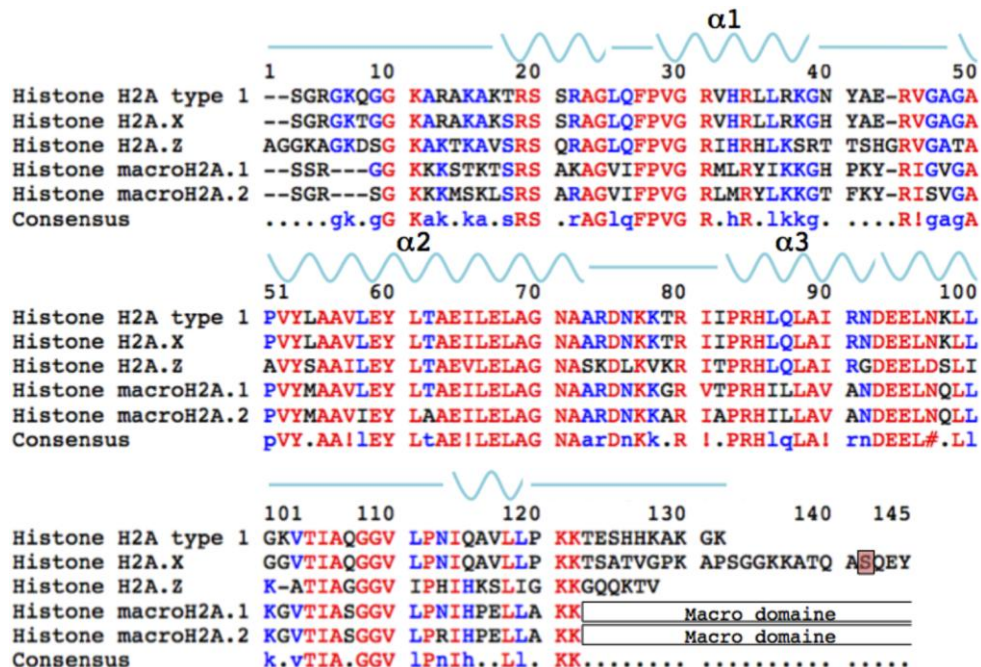 α1
1 10 20 30 40 50
Histone H2A type 1 --SGRGKQGG KARAKAKTRS SRAGLQFPVG RVHRLLRKGN YAE-RVGAGA
Histone H2A.X --SGRGKTGG KARAKAKSRS SRAGLQFPVG RVHRLLRKGH YAE-RVGAGA
Histone H2A.Z AGGKAGKDSG KAKTKAVSRS QRAGLQFPVG RIHRHLKSRT TSHGRVGATA
Histone macroH2A.1 --SSR---GG KKKSTKTSRS AKAGVIFPVG RMLRYIKKGH PKY-RIGVGA
Histone macroH2A.2 --SGR---SG KKKMSKLSRS ARAGVIFPVG RLMRYLKKGT FKY-RISVGA
Consensus .....gk.gG Kak.ka.sRS .rAGlqFPVG R.hR.lkkg. ....R!gagA
α2 α3
51 60 70 80 90 100
Histone H2A type 1 PVYLAAVLEY LTAEILELAG NAARDNKKTR IIPRHLQLAI RNDEELNKLL
Histone H2A.X PVYLAAVLEY LTAEILELAG NAARDNKKTR IIPRHLQLAI RNDEELNKLL
Histone H2A.Z AVYSAAILEY LTAEVLELAG NASKDLKVKR ITPRHLQLAI RGDEELDSLI
Histone macroH2A.1 PVYMAAVLEY LTAEILELAG NAARDNKKGR VTPRHILLAV ANDEELNQLL
Histone macroH2A.2 PVYMAAVIEY LAAEILELAG NAARDNKKAR IAPRHILLAV ANDEELNQLL
Consensus pVY.AA!lEY LtAE!LELAG NAarDnKk.R !.PRHlqLA! rnDEEL#.Ll
101 110 120 130 140 145
Histone H2A type 1 GKVTIAQGGV LPNIQAVLLP KKTESHHKAK GK
Histone H2A.X GGVTIAQGGV LPNIQAVLLP KKTSATVGPK APSGGKKATQ ASQEY
Histone H2A.Z K-ATIAGGGV IPHIHKSLIG KKGQQKTV
Histone macroH2A.1 KGVTIASGGV LPNIHPELLA KK Macro domaine
Histone macroH2A.2 KGVTIASGGV LPRIHPELLA KK Macro domaine
Consensus k.vTIA.GGV lPnIh..Ll. KK........ .......... .....